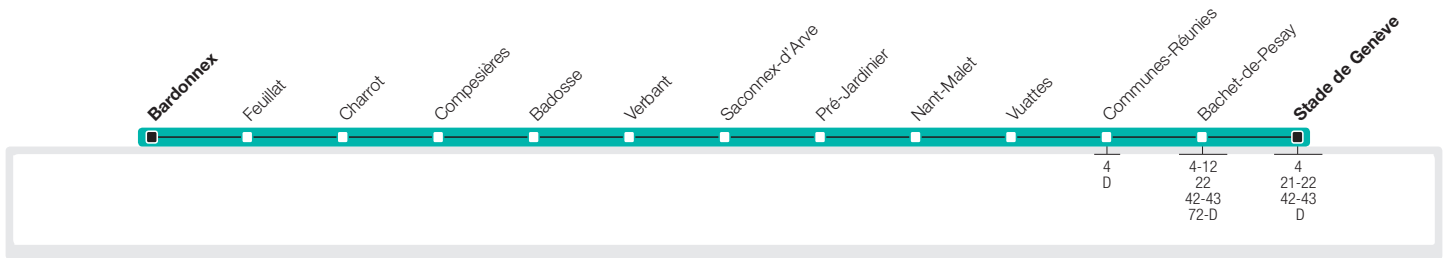 Bardonnex
Feuillat
Charrot
Compesières
Badosse
Verbant
Saconnex-d'Arve
Pré-Jardinier
Nant-Malet
Vuattes
Communes-Réunies
Bachet-de-Pesay
Stade de Genève
4
D
4-12
22
42-43
72-D
4
21-22
42-43
D